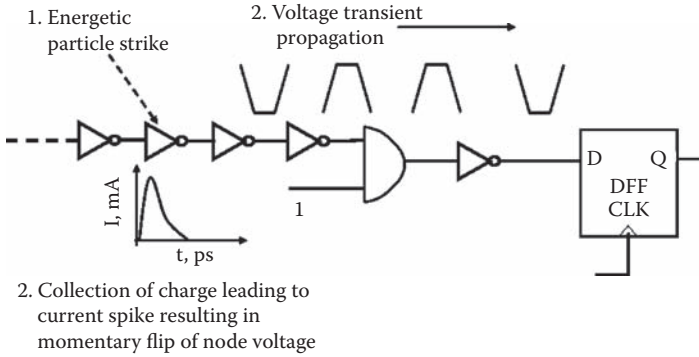 1. Energetic
particle strike
2. Voltage transient
propagation
I, mA
t, ps
1
D
Q
DFF
CLK
2. Collection of charge leading to
current spike resulting in
momentary flip of node voltage